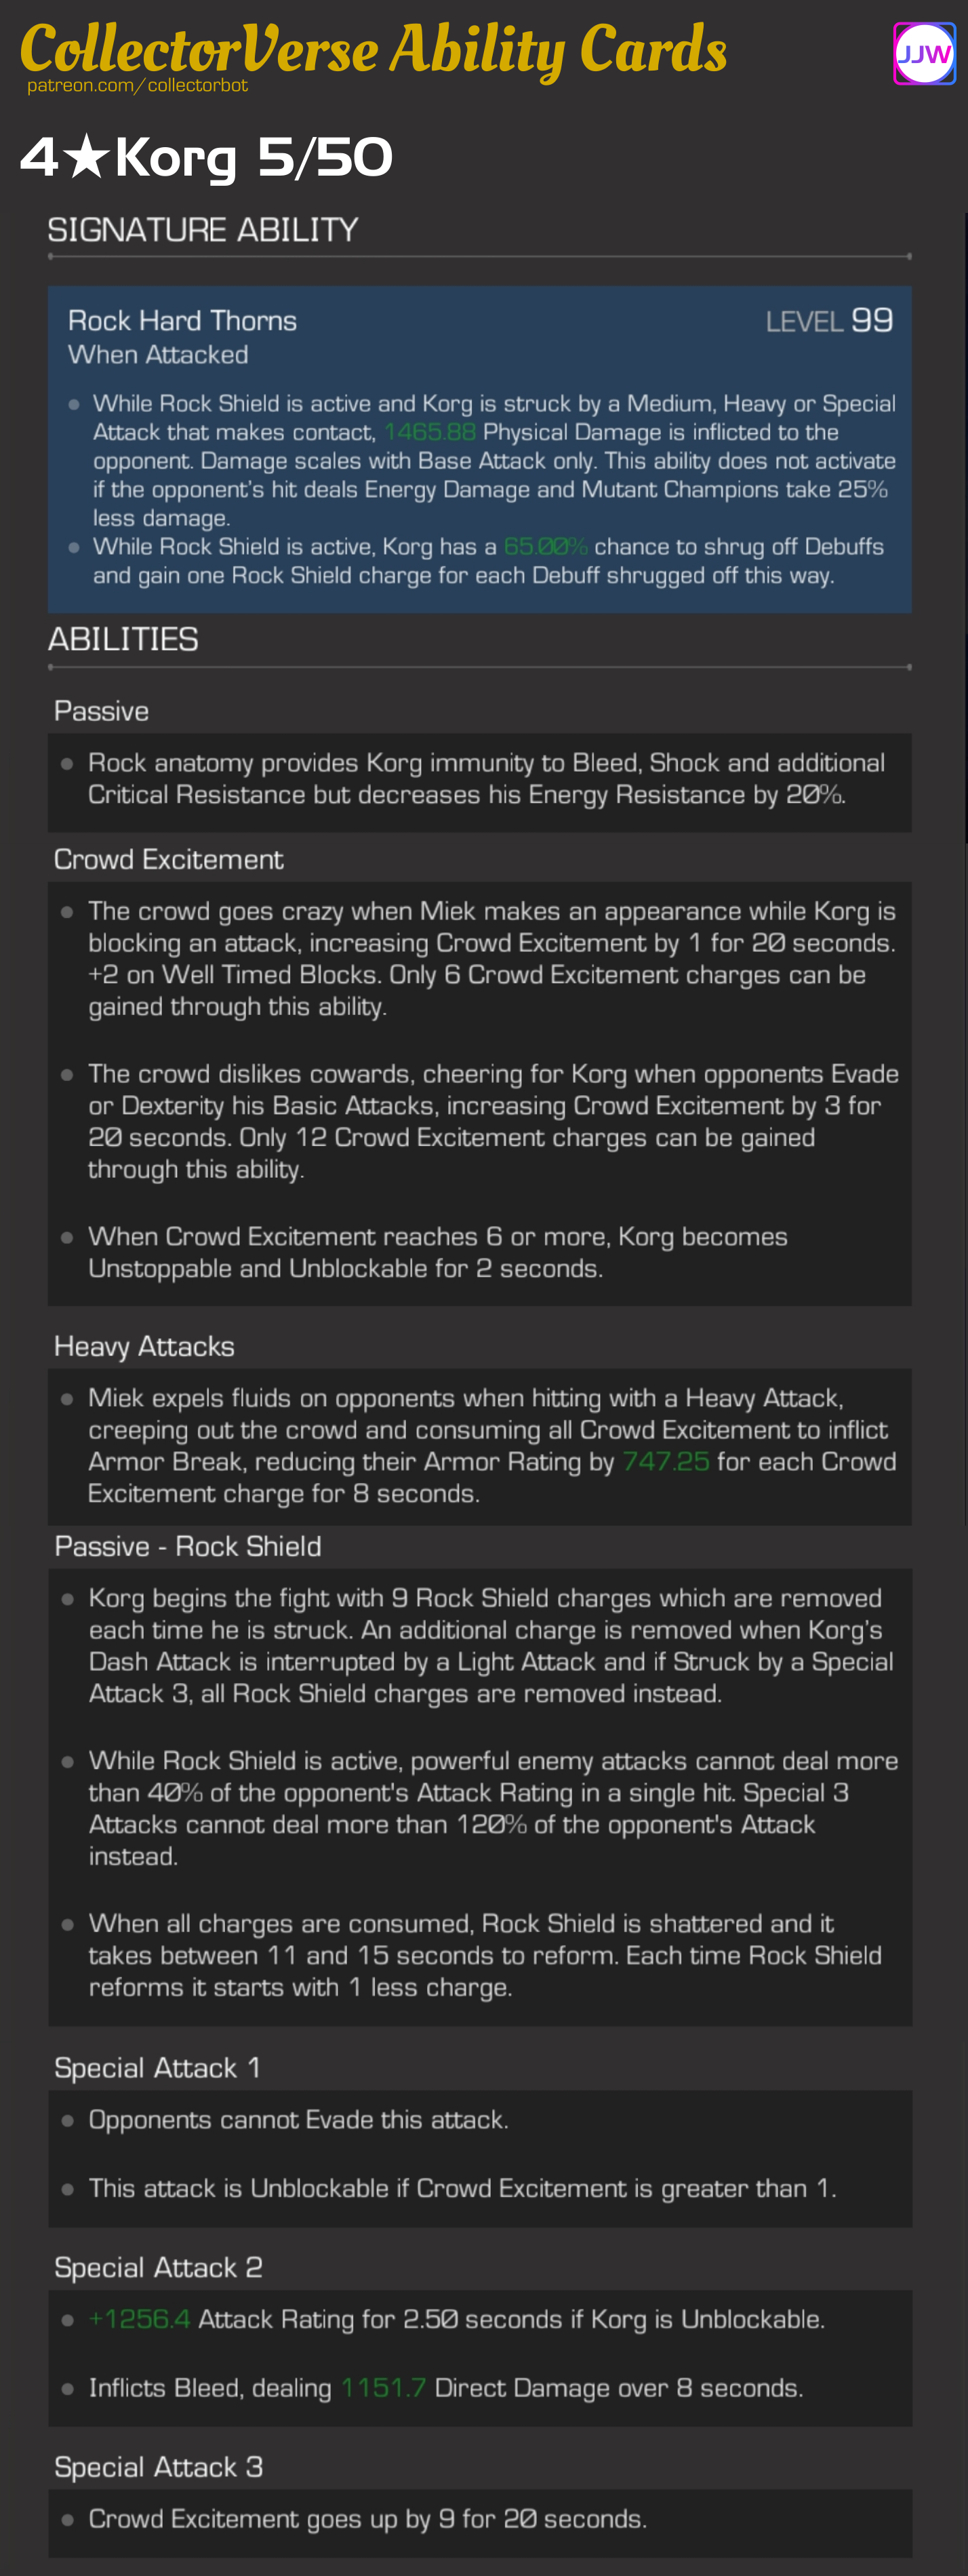 CollectorVerse Ability Cards
patreon.com/collectorbot
JJW
4★Korg 5/50
SIGNATURE ABILITY
Rock Hard Thorns
LEVEL 99
When Attacked
While Rock Shield is active and Korg is struck by a Medium, Heavy or Special
Attack that makes contact, 1465.88 Physical Damage is inflicted to the
opponent. Damage scales with Base Attack only. This ability does not activate
if the opponent's hit deals Energy Damage and Mutant Champions take 25%
less damage.
While Rock Shield is active, Korg has a 65.00% chance to shrug off Debuffs
and gain one Rock Shield charge for each Debuff shrugged off this way.
ABILITIES
Passive
Rock anatomy provides Korg immunity to Bleed, Shock and additional
Critical Resistance but decreases his Energy Resistance by 20%.
Crowd Excitement
The crowd goes crazy when Miek makes an appearance while Korg is
blocking an attack, increasing Crowd Excitement by 1 for 20 seconds.
+2 on Well Timed Blocks. Only 6 Crowd Excitement charges can be
gained through this ability.
The crowd dislikes cowards, cheering for Korg when opponents Evade
or Dexterity his Basic Attacks, increasing Crowd Excitement by 3 for
20 seconds. Only 12 Crowd Excitement charges can be gained
through this ability.
When Crowd Excitement reaches 6 or more, Korg becomes
Unstoppable and Unblockable for 2 seconds.
Heavy Attacks
Miek expels fluids on opponents when hitting with a Heavy Attack,
creeping out the crowd and consuming all Crowd Excitement to inflict
Armor Break, reducing their Armor Rating by 747.25 for each Crowd
Excitement charge for 8 seconds.
Passive - Rock Shield
Korg begins the fight with 9 Rock Shield charges which are removed
each time he is struck. An additional charge is removed when Korg's
Dash Attack is interrupted by a Light Attack and if Struck by a Special
Attack 3, all Rock Shield charges are removed instead.
While Rock Shield is active, powerful enemy attacks cannot deal more
than 40% of the opponent's Attack Rating in a single hit. Special 3
Attacks cannot deal more than 120% of the opponent's Attack
instead.
When all charges are consumed, Rock Shield is shattered and it
takes between 11 and 15 seconds to reform. Each time Rock Shield
reforms it starts with 1 less charge.
Special Attack 1
Opponents cannot Evade this attack.
This attack is Unblockable if Crowd Excitement is greater than 1.
Special Attack 2
+1256.4 Attack Rating for 2.50 seconds if Korg is Unblockable.
Inflicts Bleed, dealing 1151.7 Direct Damage over 8 seconds.
Special Attack 3
Crowd Excitement goes up by 9 for 20 seconds.